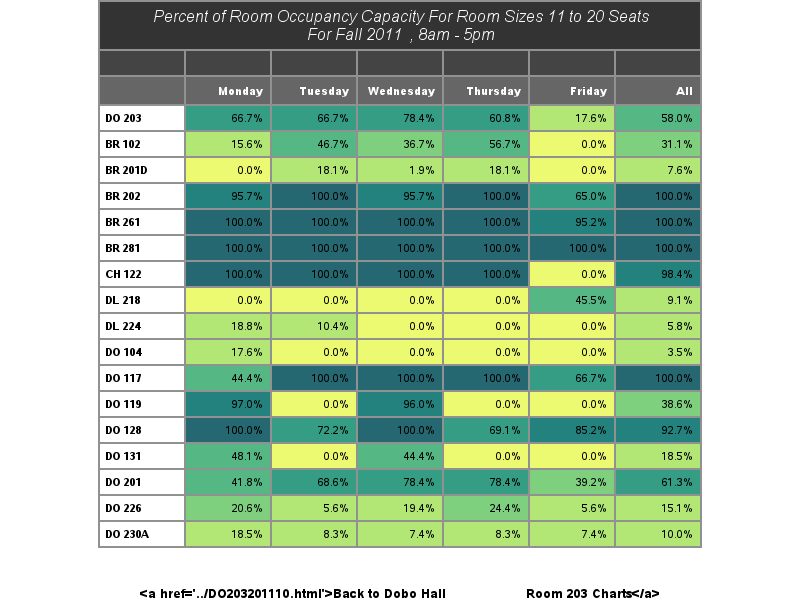 Percent of Room Occupancy Capacity For Room Sizes 11 to 20 Seats
For Fall 2011 , 8am - 5pm
Monday Tuesday Wednesday Thursday Friday All
DO 203 66.7% 66.7% 78.4% 60.8% 17.6% 58.0%
BR 102 15.6% 46.7% 36.7% 56.7% 0.0% 31.1%
BR 201D 0.0% 18.1% 1.9% 18.1% 0.0% 7.6%
BR 202 95.7% 100.0% 95.7% 100.0% 65.0% 100.0%
BR 261 100.0% 100.0% 100.0% 100.0% 95.2% 100.0%
BR 281 100.0% 100.0% 100.0% 100.0% 100.0% 100.0%
CH 122 100.0% 100.0% 100.0% 100.0% 0.0% 98.4%
DL 218 0.0% 0.0% 0.0% 0.0% 45.5% 9.1%
DL 224 18.8% 10.4% 0.0% 0.0% 0.0% 5.8%
DO 104 17.6% 0.0% 0.0% 0.0% 0.0% 3.5%
DO 117 44.4% 100.0% 100.0% 100.0% 66.7% 100.0%
DO 119 97.0% 0.0% 96.0% 0.0% 0.0% 38.6%
DO 128 100.0% 72.2% 100.0% 69.1% 85.2% 92.7%
DO 131 48.1% 0.0% 44.4% 0.0% 0.0% 18.5%
DO 201 41.8% 68.6% 78.4% 78.4% 39.2% 61.3%
DO 226 20.6% 5.6% 19.4% 24.4% 5.6% 15.1%
DO 230A 18.5% 8.3% 7.4% 8.3% 7.4% 10.0%
<a href='../DO203201110.html'>Back to Dobo Hall Room 203 Charts</a>